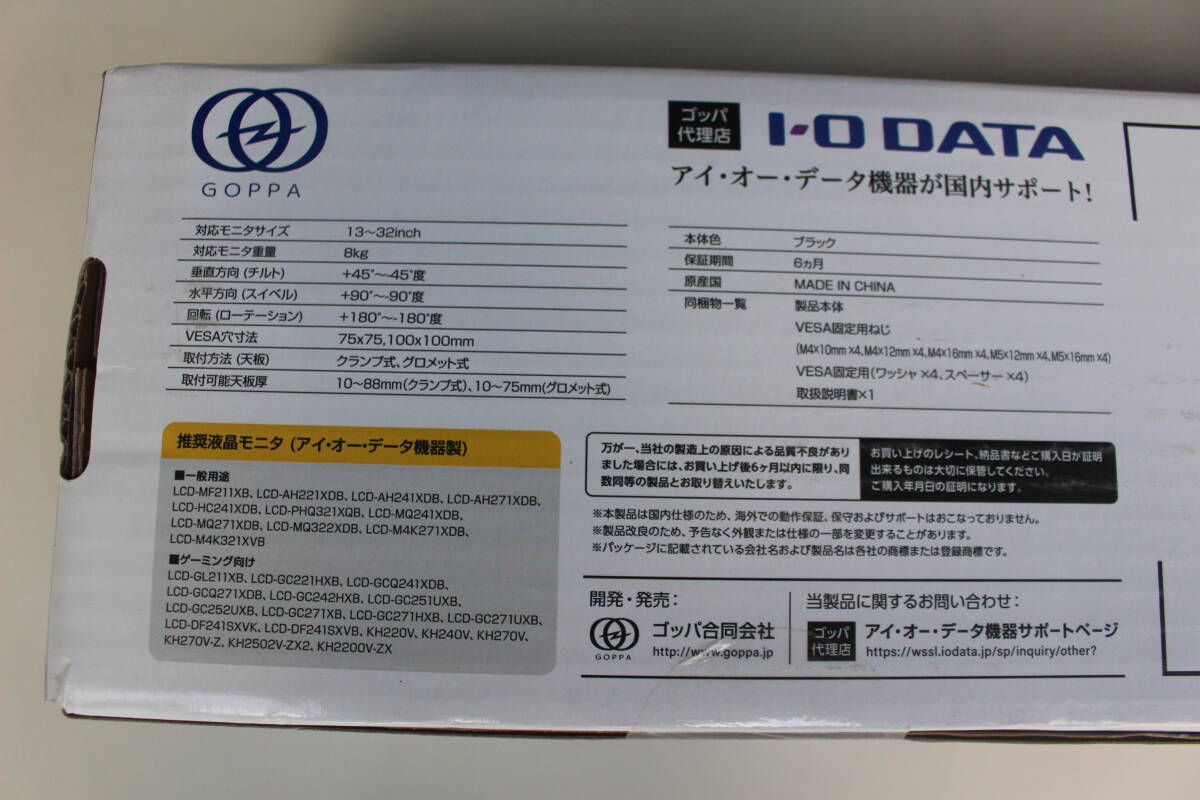 GOPPA
対応モニタサイズ 13～32inch
対応モニタ重量 8kg
垂直方向(チルト) +45°～-45°度
水平方向(スイベル) +90°～-90°度
回転(ローテーション) +180°～-180°度
VESA穴寸法 75x75,100x100mm
取付方法(天板) クランプ式、グロメット式
取付可能天板厚 10～88mm(クランプ式)、10～75mm(グロメット式)
推奨液晶モニタ(アイ・オー・データ機器製)
■一般用途
LCD-MF211XB、LCD-AH221XDB、LCD-AH241XDB、LCD-AH271XDB、
LCD-HC241XDB、LCD-PHQ321XQB、LCD-MQ241XDB、
LCD-MQ271XDB、LCD-MQ322XDB、LCD-M4K271XDB、
LCD-M4K321XVB
■ゲーミング向け
LCD-GL211XB、LCD-GC221HXB、LCD-GCQ241XDB、
LCD-GCQ271XDB、LCD-GC242HXB、LCD-GC251UXB、
LCD-GC252UXB、LCD-GC271XB、LCD-GC271HXB、LCD-GC271UXB、
LCD-DF241SXVK、LCD-DF241SXVB、KH220V、KH240V、KH270V、
KH270V-Z、KH2502V-ZX2、KH2200V-ZX
ゴッパ
代理店
I-O DATA
アイ・オー・データ機器が国内サポート!
本体色 ブラック
保証期間 6ヵ月
原産国 MADE IN CHINA
同梱物一覧 製品本体
VESA固定用ねじ
(M4×10mm ×4、M4×12mm ×4、M4×16mm ×4、M5×12mm ×4、M5×16mm ×4)
VESA固定用(ワッシャ ×4、スペーサー ×4)
取扱説明書×1
万が一、当社の製造上の原因による品質不良があり
ました場合には、お買い上げ後6ヶ月以内に限り、同
数同等の製品とお取り替えいたします。
お買い上げのレシート、納品書などご購入日が証明
出来るものは大切に保管してください。
ご購入年月日の証明になります。
※本製品は国内仕様のため、海外での動作保証、保守およびサポートはおこなっておりません。
※製品改良のため、予告なく外観または仕様の一部を変更することがあります。
※パッケージに記載されている会社名および製品名は各社の商標または登録商標です。
開発・発売：
GOPPA
ゴッパ合同会社
http://www.goppa.jp
当製品に関するお問い合わせ：
ゴッパ
代理店
アイ・オー・データ機器サポートページ
https://wssl.iodata.jp/sp/inquiry/other?